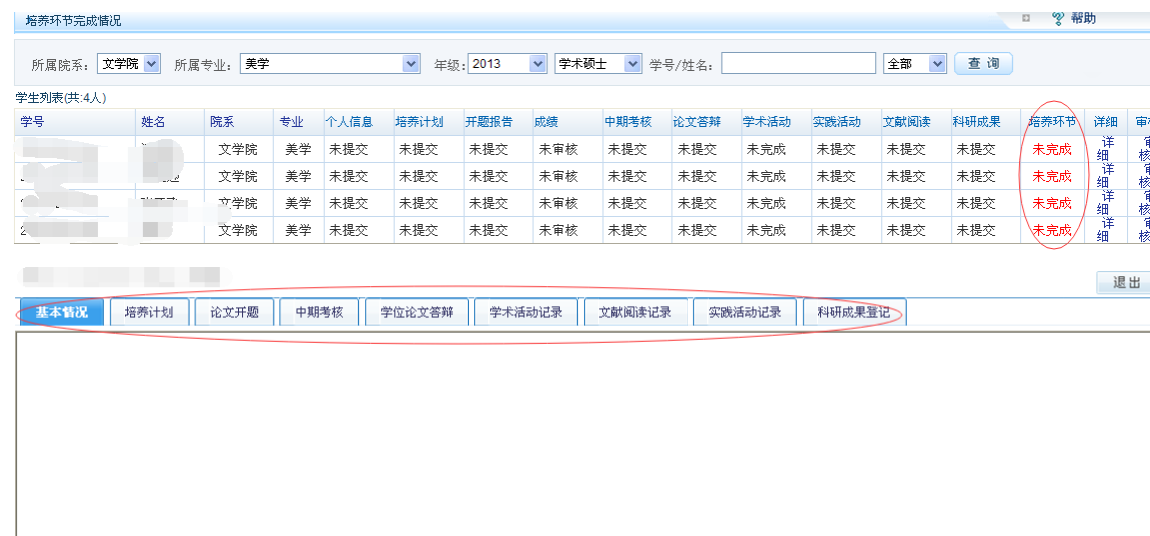 培养环节完成情况 帮助
所属院系: 文学院 所属专业: 美学 年级: 2013 学术硕士 学号/姓名: 全部 查 询
学生列表(共:4人)
学号 姓名 院系 专业 个人信息 培养计划 开题报告 成绩 中期考核 论文答辩 学术活动 实践活动 文献阅读 科研成果 培养环节 详细
文学院 美学 未提交 未提交 未提交 未审核 未提交 未提交 未完成 未提交 未提交 未提交 未完成 详细
文学院 美学 未提交 未提交 未提交 未审核 未提交 未提交 未完成 未提交 未提交 未提交 未完成 详细
文学院 美学 未提交 未提交 未提交 未审核 未提交 未提交 未完成 未提交 未提交 未提交 未完成 详细
文学院 美学 未提交 未提交 未提交 未审核 未提交 未提交 未完成 未提交 未提交 未提交 未完成 详细
退 出
基本情况 培养计划 论文开题 中期考核 学位论文答辩 学术活动记录 文献阅读记录 实践活动记录 科研成果登记